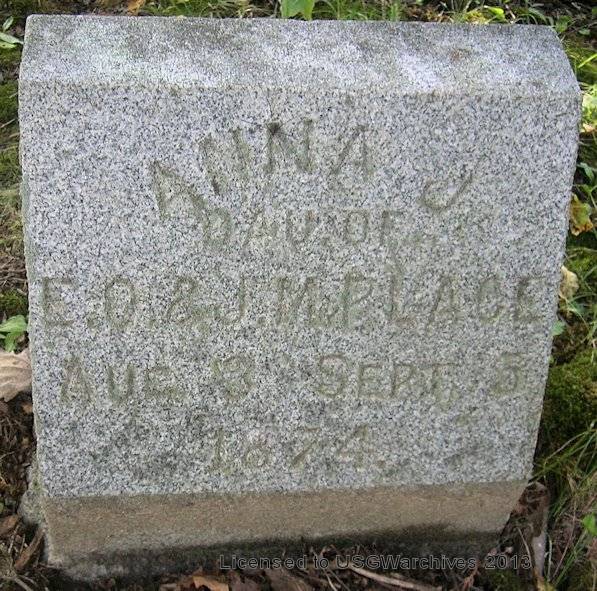 ANNA J
DAU. OF
E. O. & J. M. PLACE
AUG. 3 SEPT. 5
1874.
Licensed to USGWarchives 2013